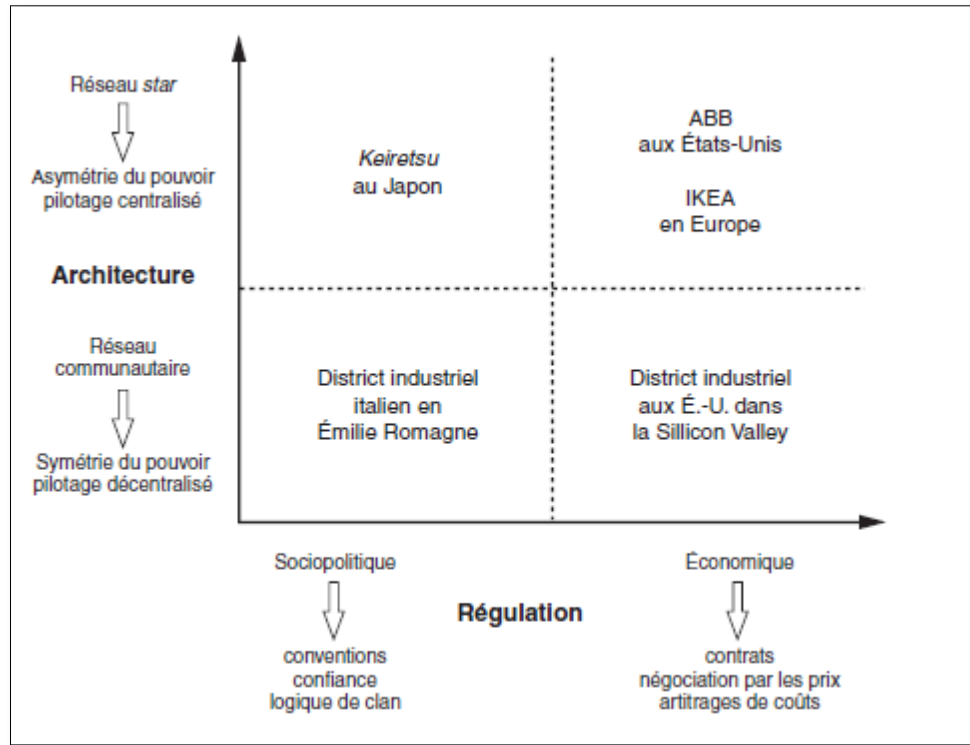 Réseau star
Asymétrie du pouvoir
pilotage centralisé
Architecture
Réseau
communautaire
Symétrie du pouvoir
pilotage décentralisé
Keiretsu
au Japon
ABB
aux États-Unis
IKEA
en Europe
District industriel
italien en
Émilie Romagne
District industriel
aux É.-U. dans
la Sillicon Valley
Sociopolitique
conventions
confiance
logique de clan
Régulation
Économique
contrats
négociation par les prix
artitrages de coûts